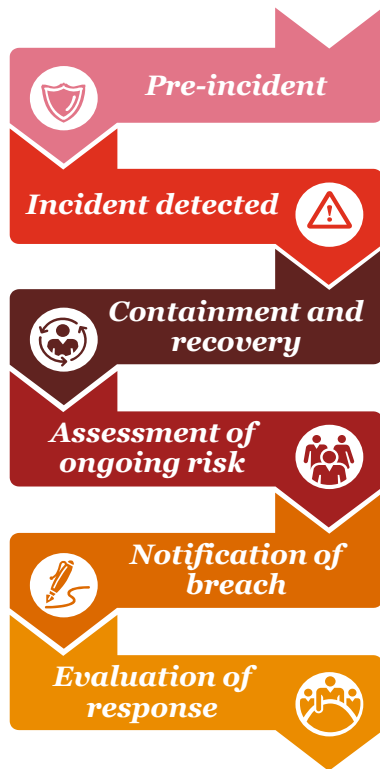 Pre-incident
Incident detected
Containment and
recovery
Assessment of
ongoing risk
Notification of
breach
Evaluation of
response